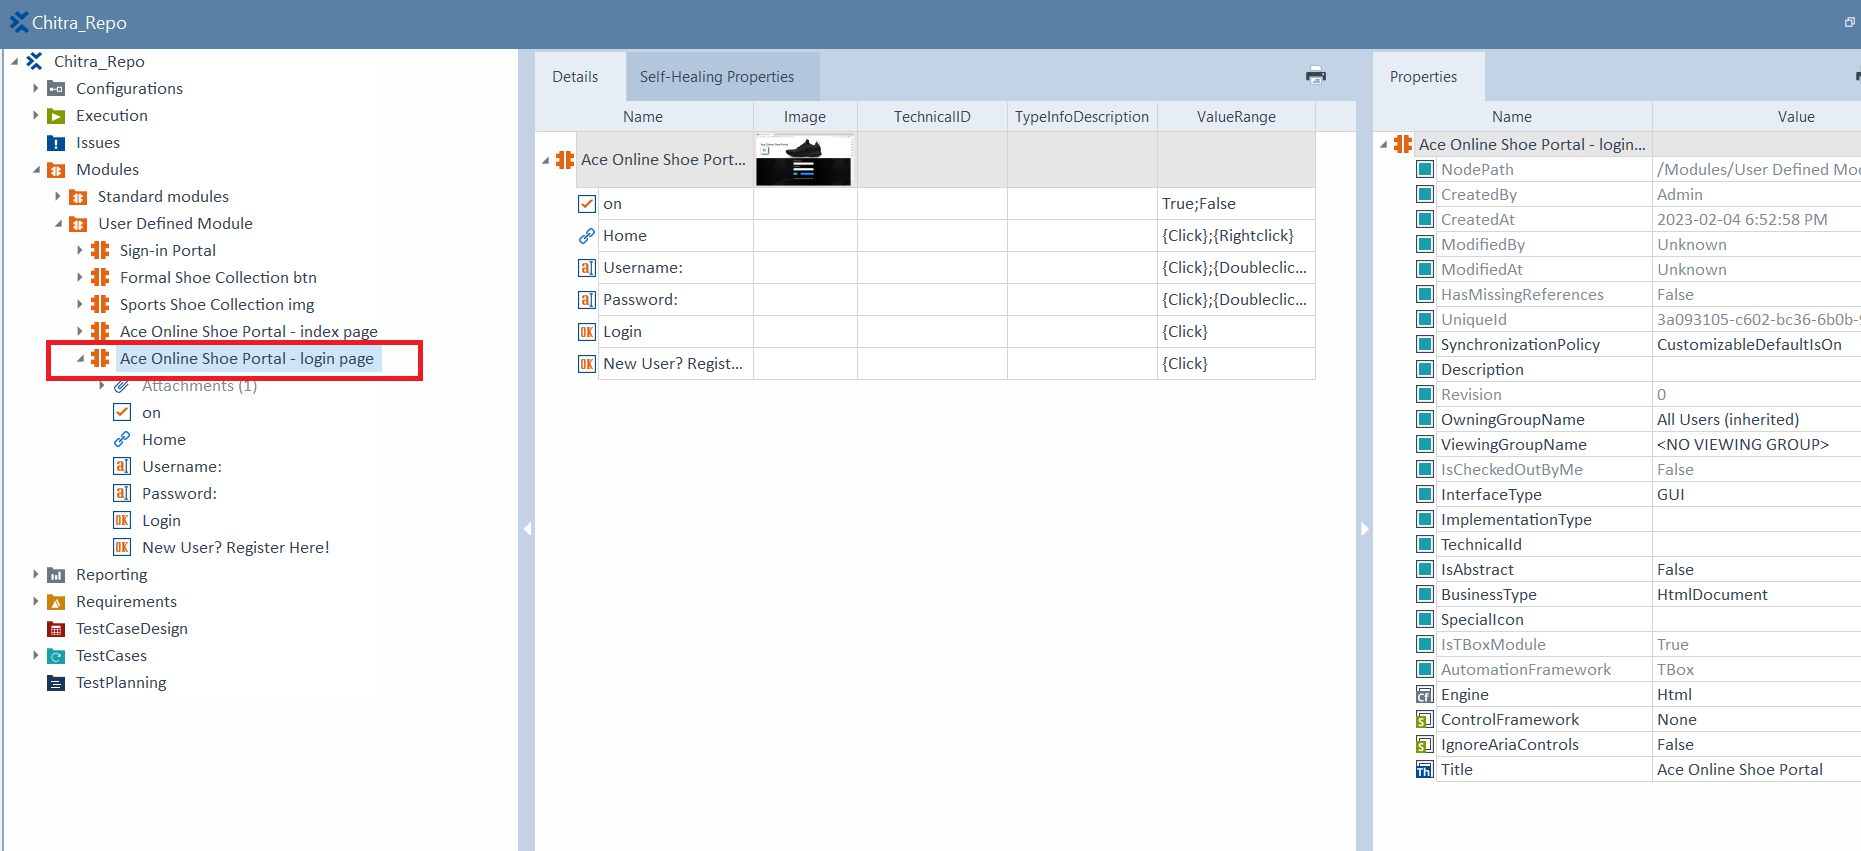 Chitra_Repo
Chitra_Repo
Configurations
Execution
Issues
Modules
Standard modules
User Defined Module
Sign-in Portal
Formal Shoe Collection btn
Sports Shoe Collection img
Ace Online Shoe Portal - index page
Ace Online Shoe Portal - login page
Attachments (1)
on
Home
Username:
Password:
Login
New User? Register Here!
Reporting
Requirements
TestCaseDesign
TestCases
TestPlanning
Details Self-Healing Properties
Name Image TechnicalID TypeInfoDescription ValueRange
Ace Online Shoe Port...
on True;False
Home {Click};{Rightclick}
Username: {Click};{Doubleclic...
Password: {Click};{Doubleclic...
Login {Click}
New User? Regist... {Click}
Properties
Name Value
Ace Online Shoe Portal - login...
NodePath /Modules/User Defined Mod
CreatedBy Admin
CreatedAt 2023-02-04 6:52:58 PM
ModifiedBy Unknown
ModifiedAt Unknown
HasMissingReferences False
UniqueId 3a093105-c602-bc36-6b0b-
SynchronizationPolicy CustomizableDefaultIsOn
Description
Revision 0
OwningGroupName All Users (inherited)
ViewingGroupName <NO VIEWING GROUP>
IsCheckedOutByMe False
InterfaceType GUI
ImplementationType
TechnicalId
IsAbstract False
BusinessType HtmlDocument
SpecialIcon
IsTBoxModule True
AutomationFramework TBox
Engine Html
ControlFramework None
IgnoreAriaControls False
Title Ace Online Shoe Portal